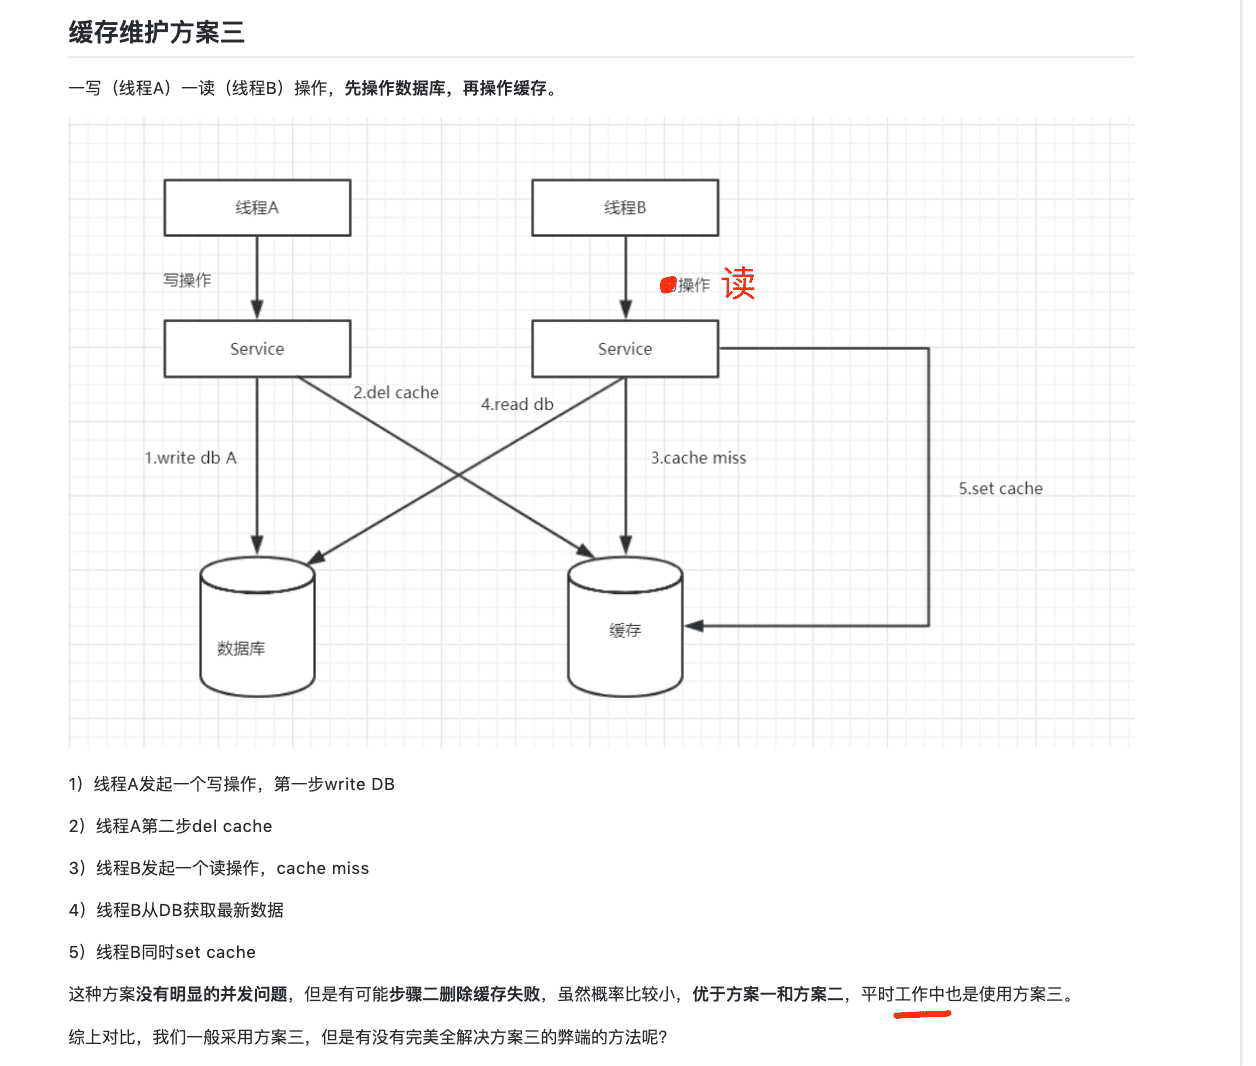 缓存维护方案三
一写（线程A）一读（线程B）操作，先操作数据库，再操作缓存。
线程A
线程B
写操作
操作 读
Service
Service
2.del cache
4.read db
1.write db A
3.cache miss
5.set cache
数据库
缓存
1）线程A发起一个写操作，第一步write DB
2）线程A第二步del cache
3）线程B发起一个读操作，cache miss
4）线程B从DB获取最新数据
5）线程B同时set cache
这种方案没有明显的并发问题，但是有可能步骤二删除缓存失败，虽然概率比较小，优于方案一和方案二，平时工作中也是使用方案三。
综上对比，我们一般采用方案三，但是有没有完美全解决方案三的弊端的方法呢？